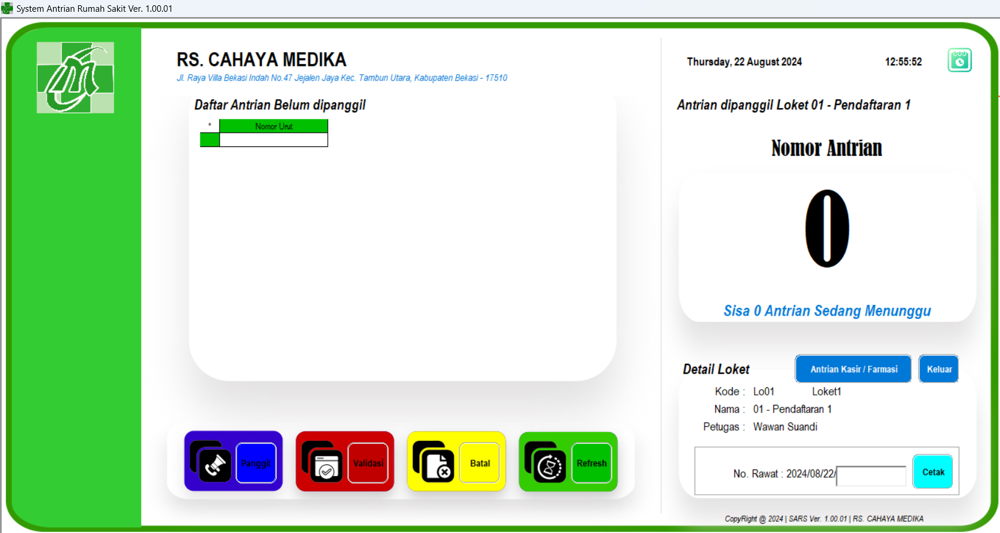 System Antrian Rumah Sakit Ver. 1.00.01
RS. CAHAYA MEDIKA
Jl. Raya Villa Bekasi Indah No.47 Jejalen Jaya Kec. Tambun Utara, Kabupaten Bekasi - 17510
Daftar Antrian Belum dipanggil
* Nomor Urut
Panggil
Validasi
Batal
Refresh
Thursday, 22 August 2024 12:55:52
Antrian dipanggil Loket 01 - Pendaftaran 1
Nomor Antrian
0
Sisa 0 Antrian Sedang Menunggu
Detail Loket
Antrian Kasir / Farmasi
Keluar
Kode : Lo01 Loket1
Nama : 01 - Pendaftaran 1
Petugas : Wawan Suandi
No. Rawat : 2024/08/22/
Cetak
CopyRight @ 2024 | SARS Ver. 1.00.01 | RS. CAHAYA MEDIKA